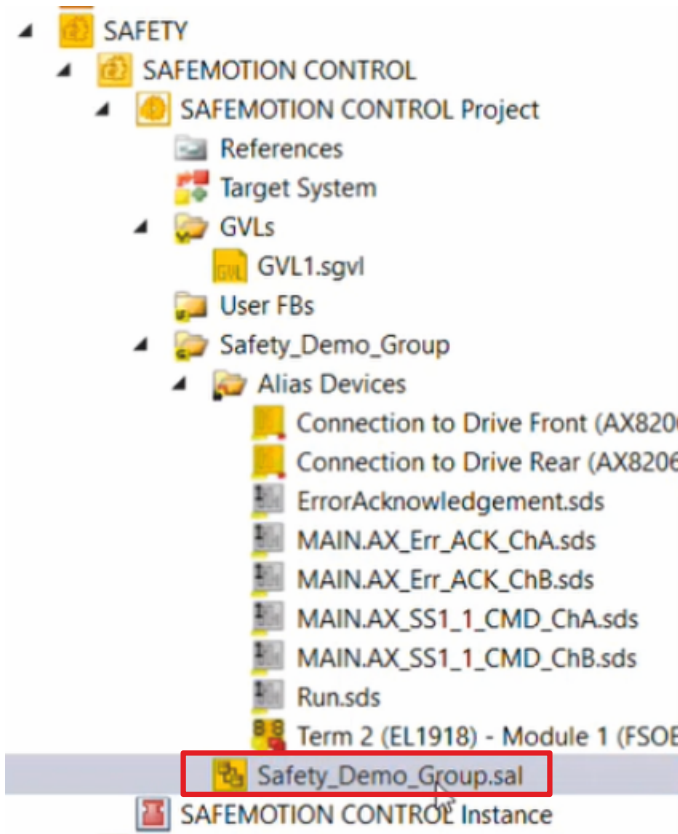 SAFETY
SAFEMOTION CONTROL
SAFEMOTION CONTROL Project
References
Target System
GVLs
GVL1.sgvl
User FBs
Safety_Demo_Group
Alias Devices
Connection to Drive Front (AX820
Connection to Drive Rear (AX8206
ErrorAcknowledgement.sds
MAIN.AX_Err_ACK_ChA.sds
MAIN.AX_Err_ACK_ChB.sds
MAIN.AX_SS1_1_CMD_ChA.sds
MAIN.AX_SS1_1_CMD_ChB.sds
Run.sds
Term 2 (EL1918) - Module 1 (FSOE
Safety_Demo_Group.sal
SAFEMOTION CONTROL Instance